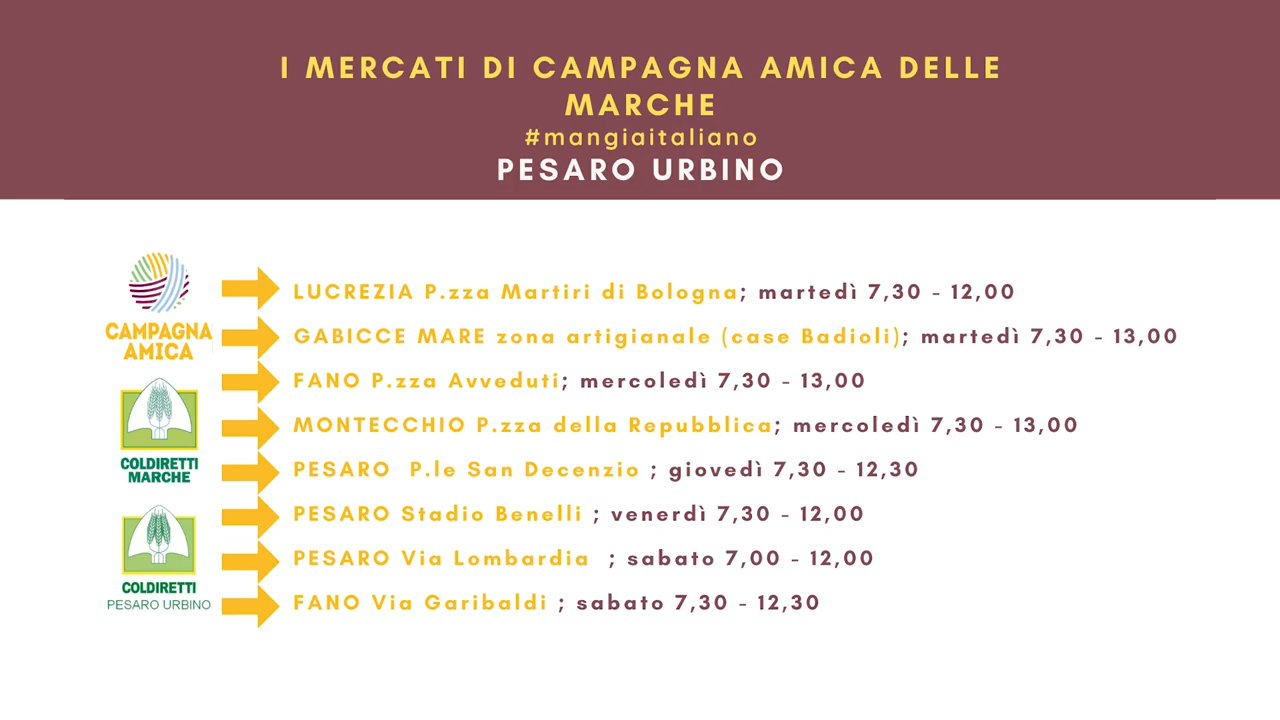 I MERCATI DI CAMPAGNA AMICA DELLE
MARCHE
#mangiaitaliano
PESARO URBINO
CAMPAGNA
AMICA
COLDIRETTI
MARCHE
COLDIRETTI
PESARO URBINO
LUCREZIA P.zza Martiri di Bologna; martedì 7,30 - 12,00
GABICCE MARE zona artigianale (case Badioli); martedì 7,30 - 13,00
FANO P.zza Avveduti; mercoledì 7,30 - 13,00
MONTECCHIO P.zza della Repubblica; mercoledì 7,30 - 13,00
PESARO P.le San Decenzio ; giovedì 7,30 - 12,30
PESARO Stadio Benelli ; venerdì 7,30 - 12,00
PESARO Via Lombardia ; sabato 7,00 - 12,00
FANO Via Garibaldi ; sabato 7,30 - 12,30